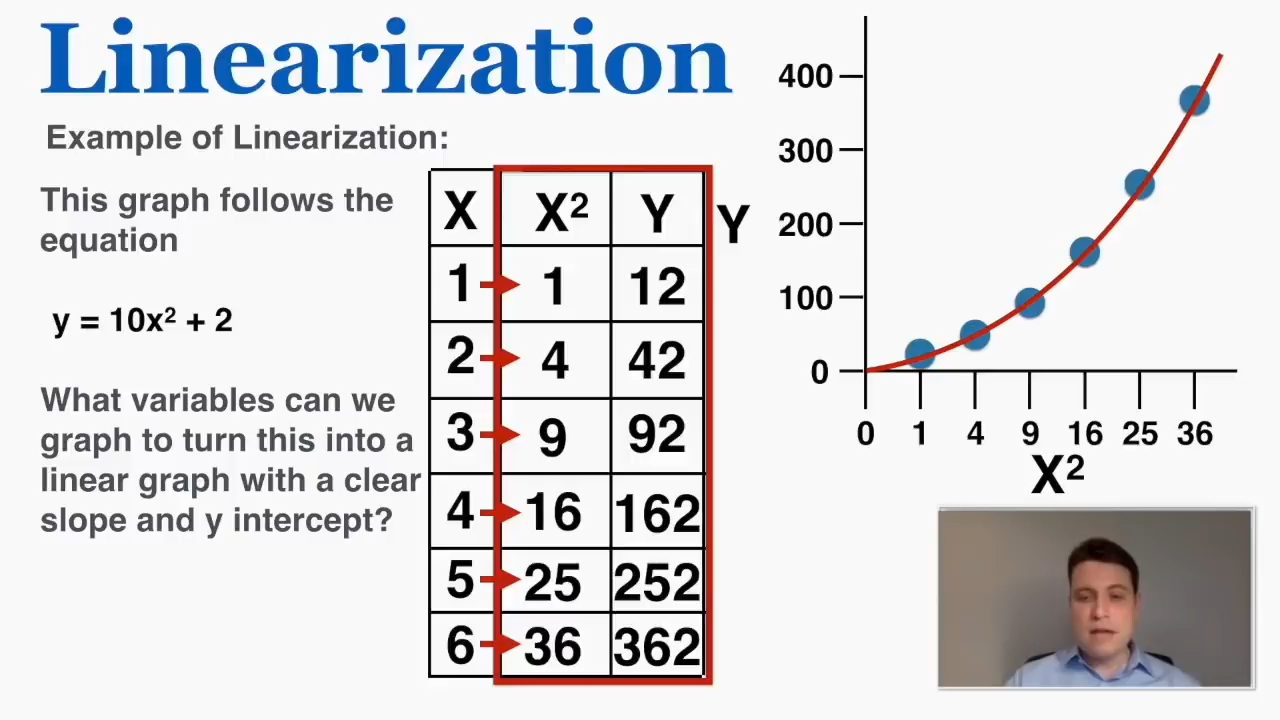 Linearization
Example of Linearization:
This graph follows the
equation
y = 10x² + 2
What variables can we
graph to turn this into a
linear graph with a clear
slope and y intercept?
X X² Y
1 1 12
2 4 42
3 9 92
4 16 162
5 25 252
6 36 362
Y
400
300
200
100
0
0 1 4 9 16 25 36
X²